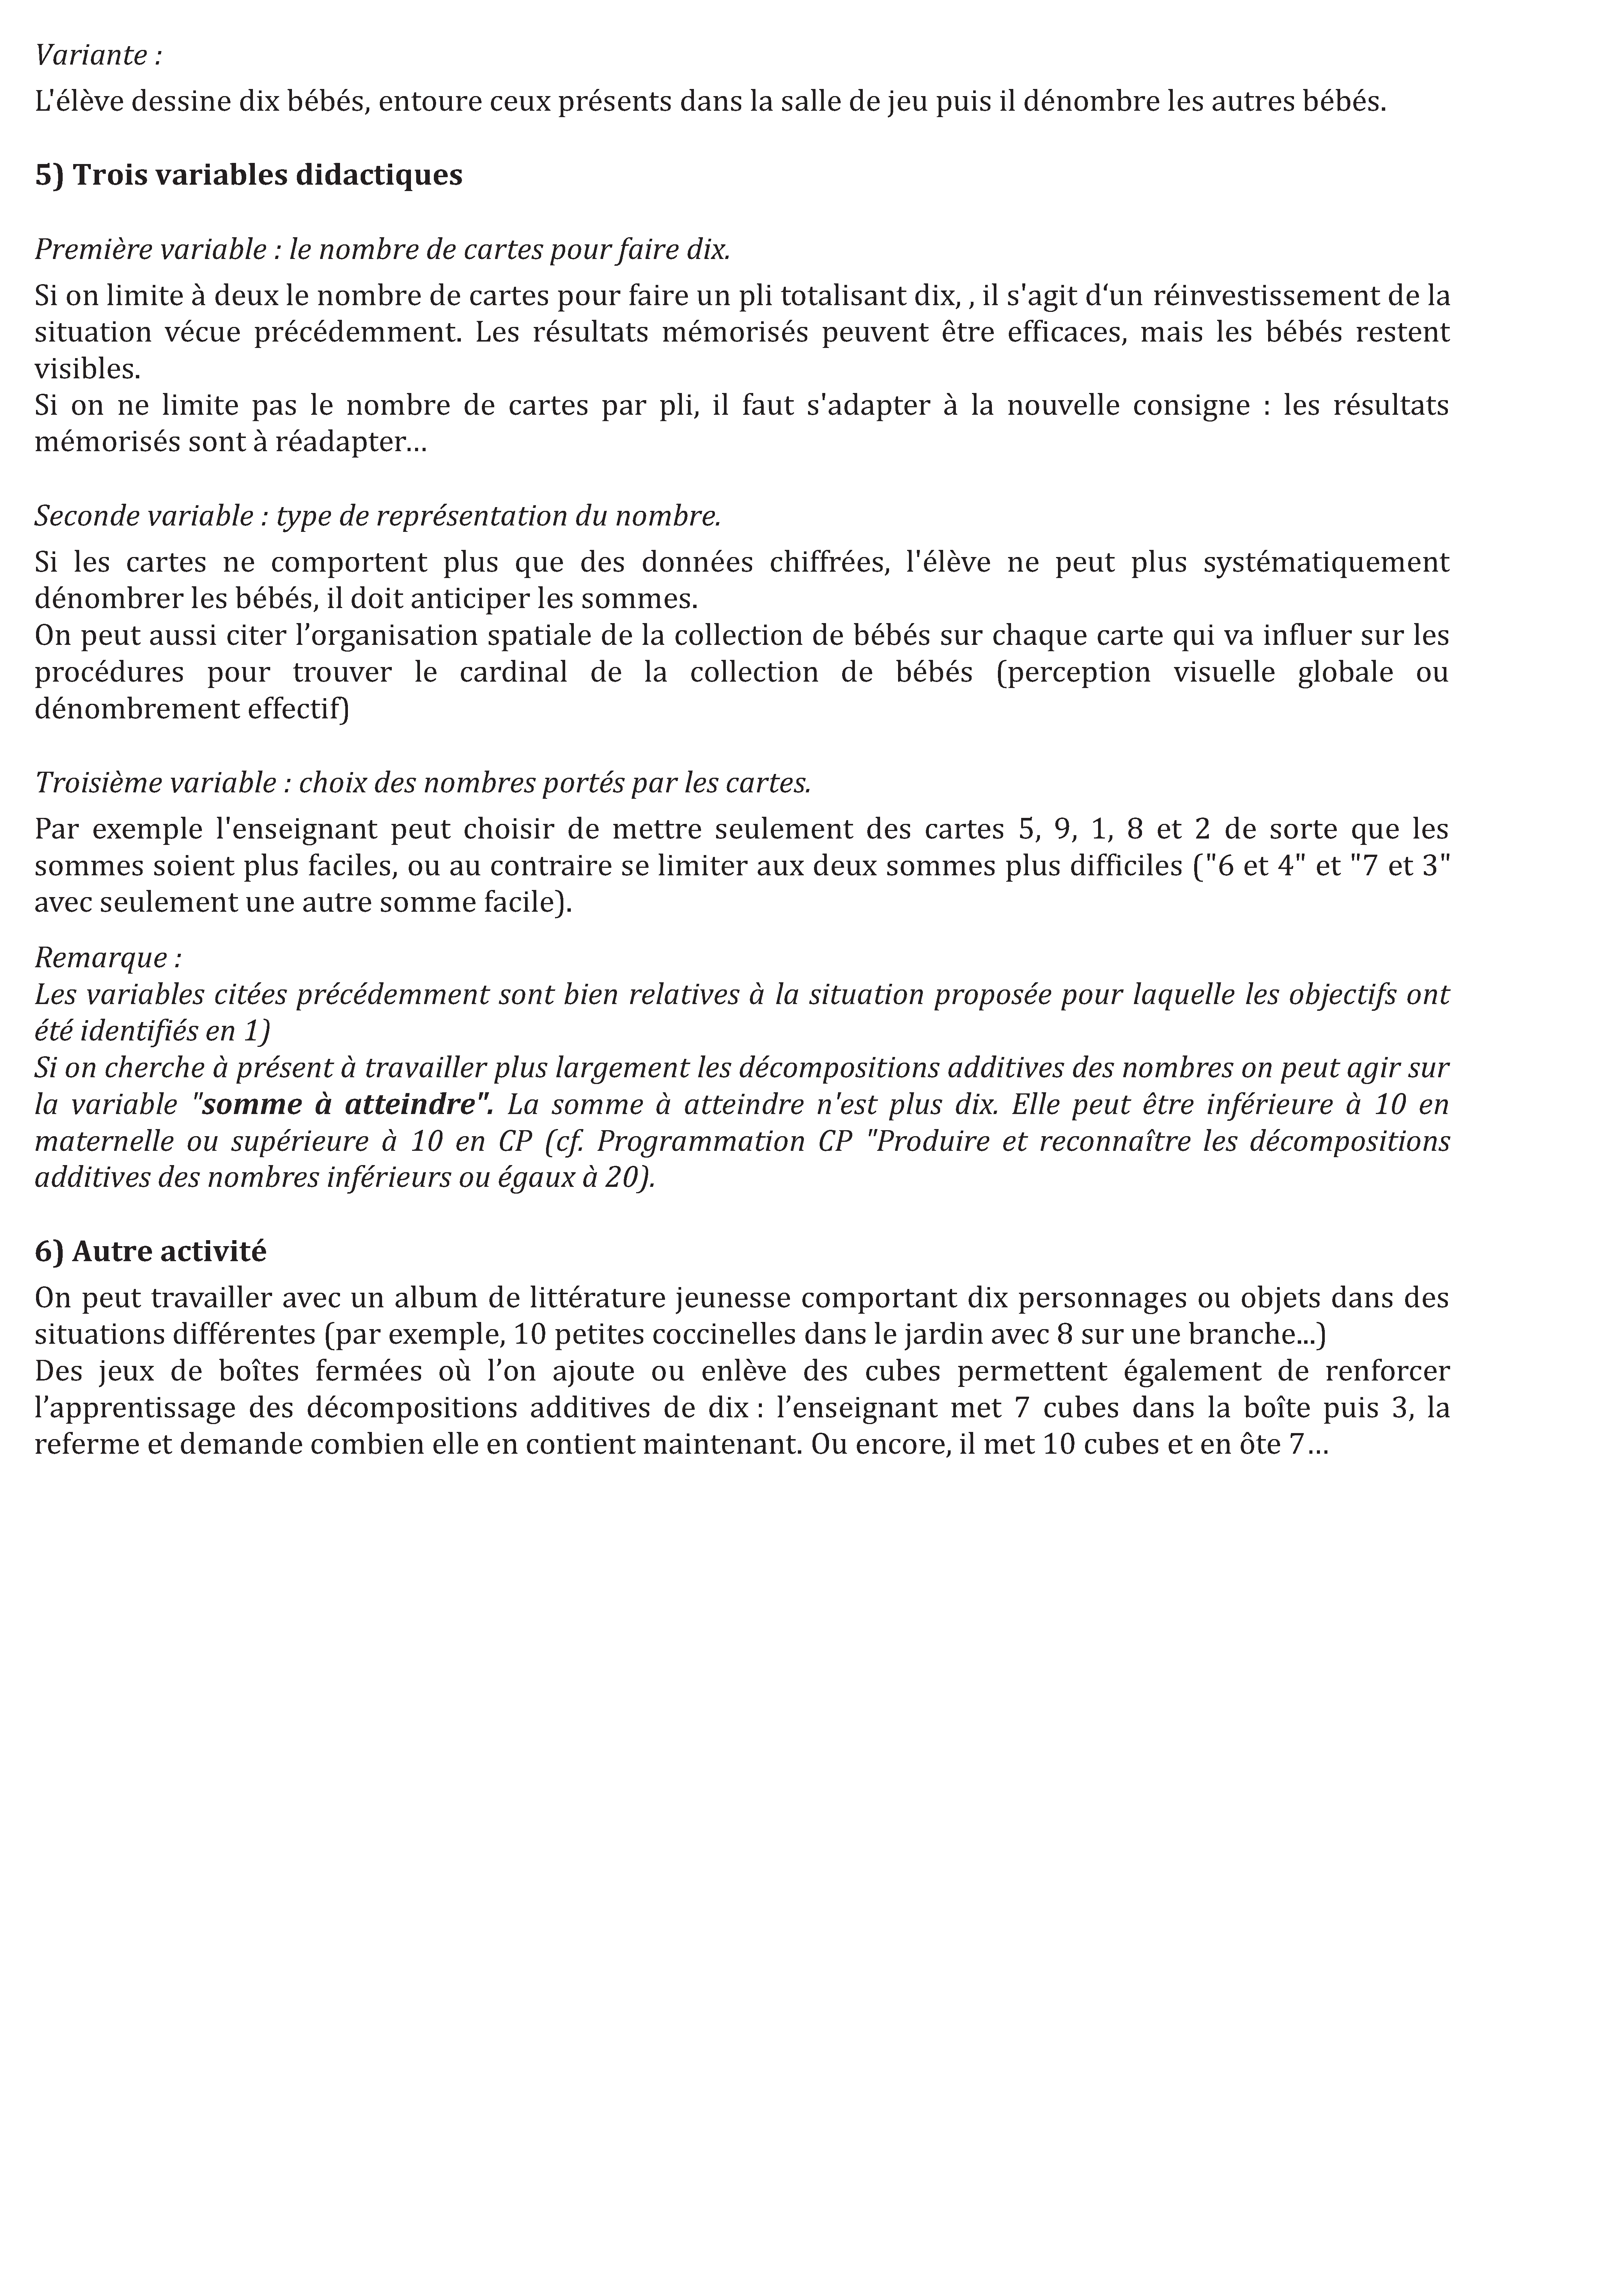 Variante :
L'élève dessine dix bébés, entoure ceux présents dans la salle de jeu puis il dénombre les autres bébés.
5) Trois variables didactiques
Première variable : le nombre de cartes pour faire dix.
Si on limite à deux le nombre de cartes pour faire un pli totalisant dix, , il s'agit d‘un réinvestissement de la
situation vécue précédemment. Les résultats mémorisés peuvent être efficaces, mais les bébés restent
visibles.
Si on ne limite pas le nombre de cartes par pli, il faut s'adapter à la nouvelle consigne : les résultats
mémorisés sont à réadapter…
Seconde variable : type de représentation du nombre.
Si les cartes ne comportent plus que des données chiffrées, l'élève ne peut plus systématiquement
dénombrer les bébés, il doit anticiper les sommes.
On peut aussi citer l’organisation spatiale de la collection de bébés sur chaque carte qui va influer sur les
procédures pour trouver le cardinal de la collection de bébés (perception visuelle globale ou
dénombrement effectif)
Troisième variable : choix des nombres portés par les cartes.
Par exemple l'enseignant peut choisir de mettre seulement des cartes 5, 9, 1, 8 et 2 de sorte que les
sommes soient plus faciles, ou au contraire se limiter aux deux sommes plus difficiles ("6 et 4" et "7 et 3"
avec seulement une autre somme facile).
Remarque :
Les variables citées précédemment sont bien relatives à la situation proposée pour laquelle les objectifs ont
été identifiés en 1)
Si on cherche à présent à travailler plus largement les décompositions additives des nombres on peut agir sur
la variable "somme à atteindre". La somme à atteindre n'est plus dix. Elle peut être inférieure à 10 en
maternelle ou supérieure à 10 en CP (cf. Programmation CP "Produire et reconnaître les décompositions
additives des nombres inférieurs ou égaux à 20).
6) Autre activité
On peut travailler avec un album de littérature jeunesse comportant dix personnages ou objets dans des
situations différentes (par exemple, 10 petites coccinelles dans le jardin avec 8 sur une branche...)
Des jeux de boîtes fermées où l’on ajoute ou enlève des cubes permettent également de renforcer
l’apprentissage des décompositions additives de dix : l’enseignant met 7 cubes dans la boîte puis 3, la
referme et demande combien elle en contient maintenant. Ou encore, il met 10 cubes et en ôte 7…